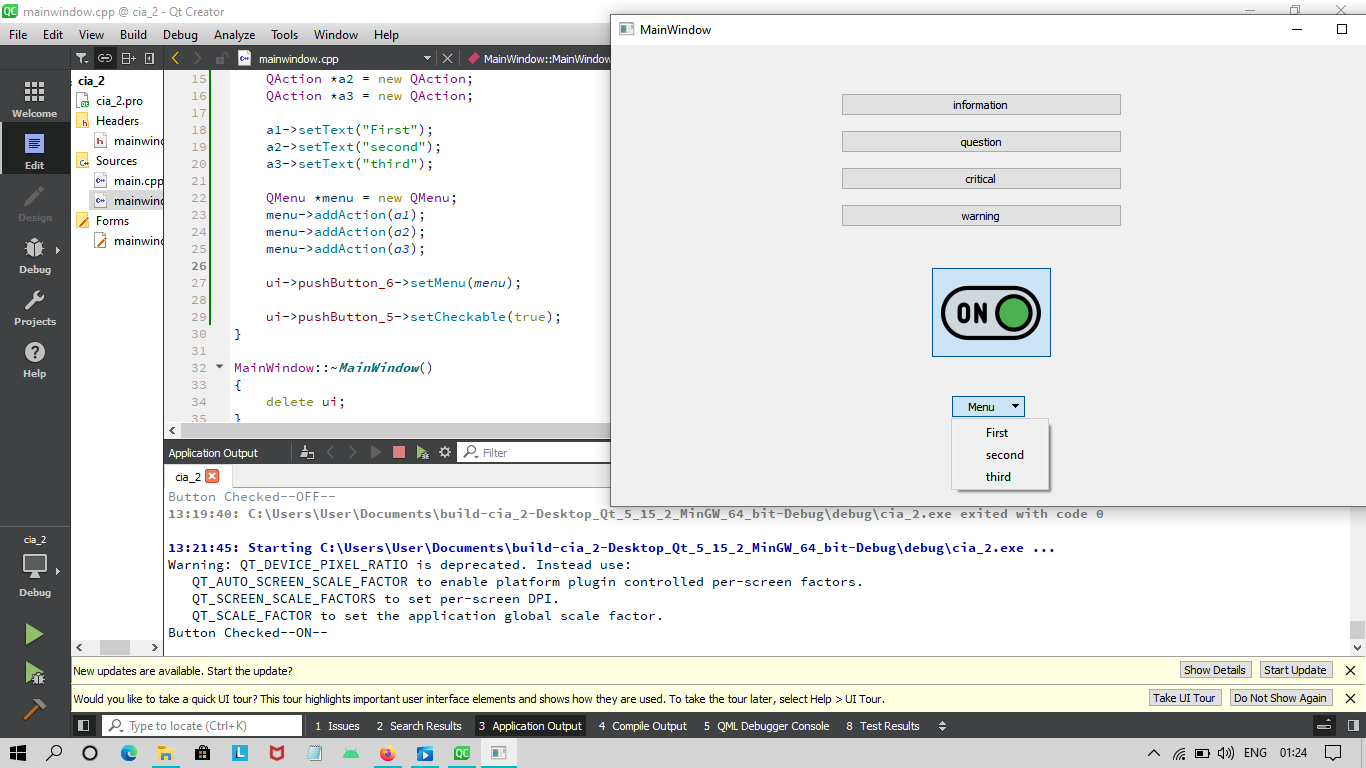 mainwindow.cpp @ cia_2 - Qt Creator
File Edit View Build Debug Analyze Tools Window Help
mainwindow.cpp MainWindow::MainWindow
Welcome
Edit
Design
Debug
Projects
Help
cia_2
Debug
cia_2
cia_2.pro
Headers
mainwind
Sources
main.cpp
mainwind
Forms
mainwind
15 QAction *a2 = new QAction;
16 QAction *a3 = new QAction;
17
18 a1->setText("First");
19 a2->setText("second");
20 a3->setText("third");
21
22 QMenu *menu = new QMenu;
23 menu->addAction(a1);
24 menu->addAction(a2);
25 menu->addAction(a3);
26
27 ui->pushButton_6->setMenu(menu);
28
29 ui->pushButton_5->setCheckable(true);
30 }
31
32 MainWindow::~MainWindow()
33 {
34 delete ui;
35 }
MainWindow
information
question
critical
warning
ON
Menu
First
second
third
Application Output Filter
cia_2
Button Checked--OFF--
13:19:40: C:\Users\User\Documents\build-cia_2-Desktop_Qt_5_15_2_MinGW_64_bit-Debug\debug\cia_2.exe exited with code 0
13:21:45: Starting C:\Users\User\Documents\build-cia_2-Desktop_Qt_5_15_2_MinGW_64_bit-Debug\debug\cia_2.exe ...
Warning: QT_DEVICE_PIXEL_RATIO is deprecated. Instead use:
QT_AUTO_SCREEN_SCALE_FACTOR to enable platform plugin controlled per-screen factors.
QT_SCREEN_SCALE_FACTORS to set per-screen DPI.
QT_SCALE_FACTOR to set the application global scale factor.
Button Checked--ON--
New updates are available. Start the update? Show Details Start Update
Would you like to take a quick UI tour? This tour highlights important user interface elements and shows how they are used. To take the tour later, select Help > UI Tour. Take UI Tour Do Not Show Again
Type to locate (Ctrl+K) 1 Issues 2 Search Results 3 Application Output 4 Compile Output 5 QML Debugger Console 8 Test Results
ENG 01:24